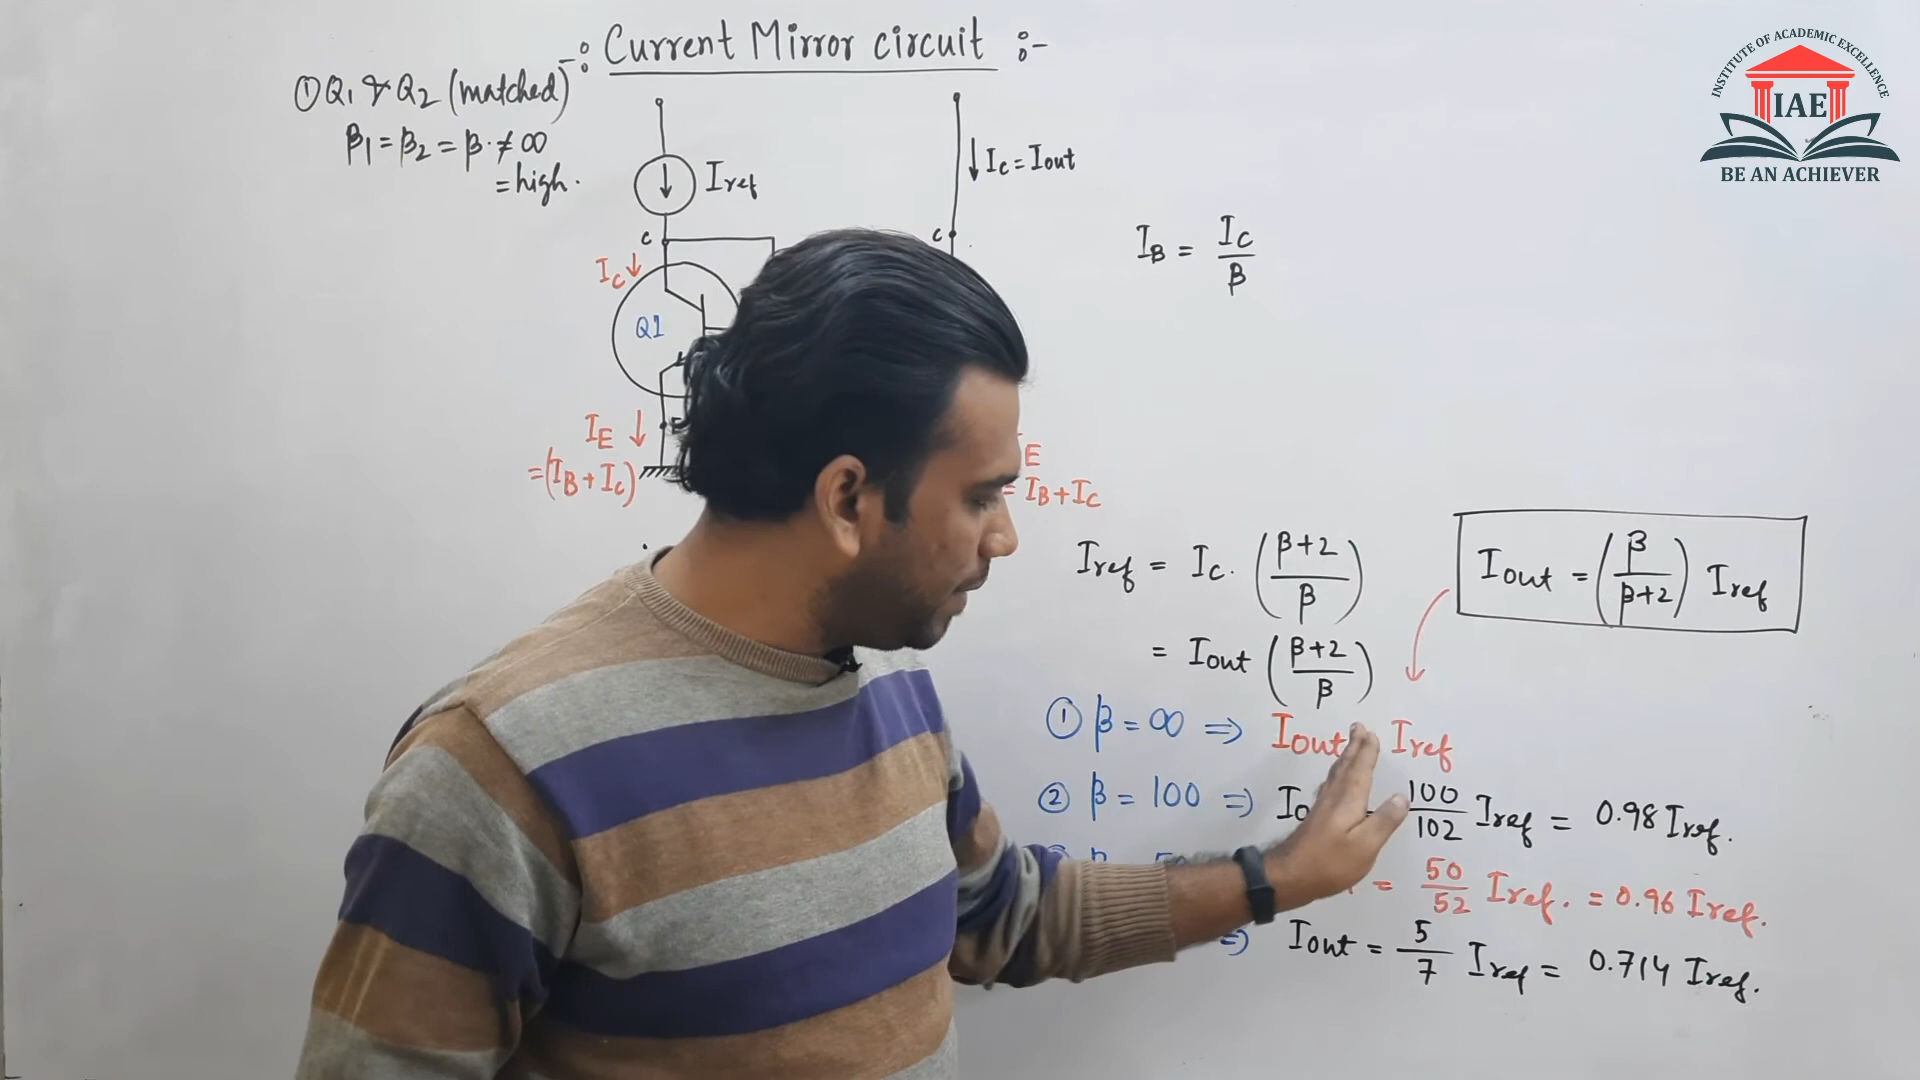 -: Current Mirror circuit :-
① Q1 & Q2 (matched)
β1 = β2 = β ≠ ∞
= high.
Iref
Ic = Iout
C
C
Ic
Q1
IE
E
= (IB + Ic)
E
= IB + Ic
IB = Ic / β
Iref = Ic . (β+2 / β)
= Iout (β+2 / β)
Iout = (β / β+2) Iref
① β = ∞ ⇒ Iout Iref
② β = 100 ⇒ = 100/102 Iref = 0.98 Iref.
= 50/52 Iref. = 0.96 Iref.
⇒ Iout = 5/7 Iref = 0.714 Iref.
INSTITUTE OF ACADEMIC EXCELLENCE
IAE
BE AN ACHIEVER